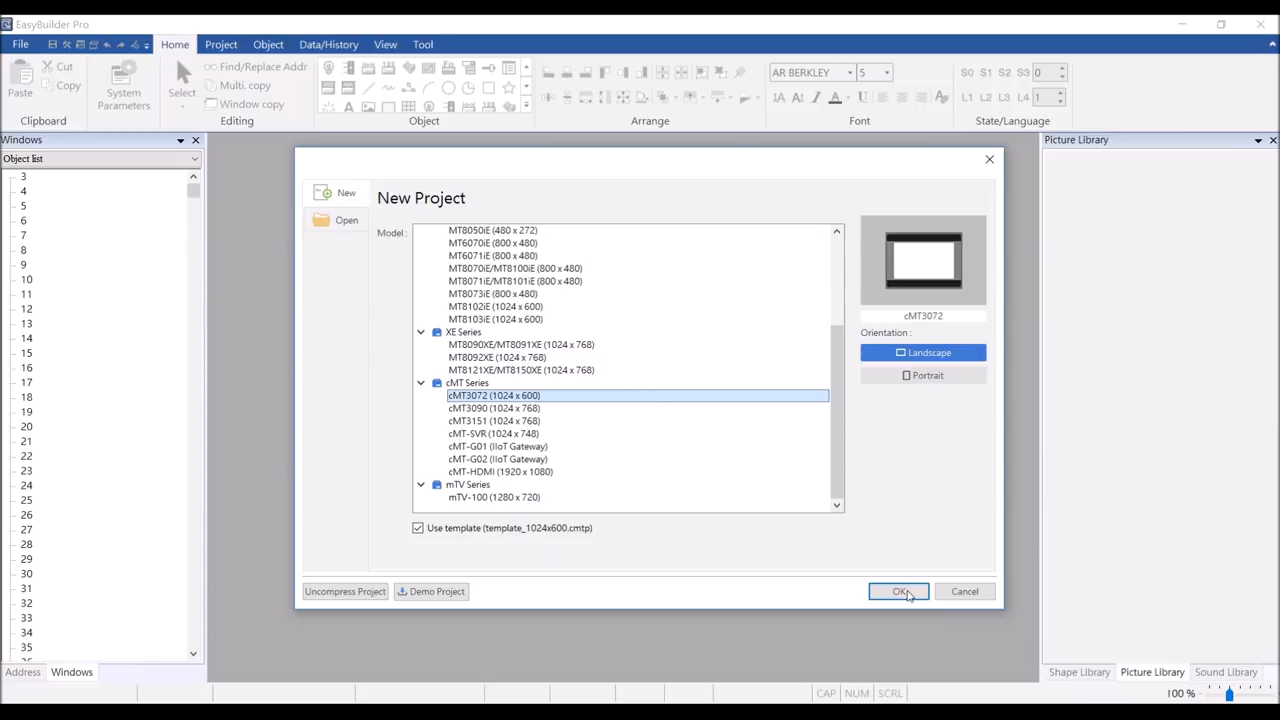 EasyBuilder Pro
File
Home
Project
Object
Data/History
View
Tool
Paste
Cut
Copy
Clipboard
System
Parameters
Select
Find/Replace Addr
Multi. copy
Window copy
Editing
Object
Arrange
AR BERKLEY
5
Font
S0 S1 S2 S3 0
L1 L2 L3 L4 1
State/Language
Windows
Object list
3
4
5
6
7
8
9
10
11
12
13
14
15
16
17
18
19
20
21
22
23
24
25
26
27
28
29
30
31
32
33
34
35
Address
Windows
New
Open
New Project
Model :
MT8050iE (480 x 272)
MT6070iE (800 x 480)
MT6071iE (800 x 480)
MT8070iE/MT8100iE (800 x 480)
MT8071iE/MT8101iE (800 x 480)
MT8073iE (800 x 480)
MT8102iE (1024 x 600)
MT8103iE (1024 x 600)
XE Series
MT8090XE/MT8091XE (1024 x 768)
MT8092XE (1024 x 768)
MT8121XE/MT8150XE (1024 x 768)
cMT Series
cMT3072 (1024 x 600)
cMT3090 (1024 x 768)
cMT3151 (1024 x 768)
cMT-SVR (1024 x 748)
cMT-G01 (IIoT Gateway)
cMT-G02 (IIoT Gateway)
cMT-HDMI (1920 x 1080)
mTV Series
mTV-100 (1280 x 720)
Use template (template_1024x600.cmtp)
cMT3072
Orientation :
Landscape
Portrait
Uncompress Project
Demo Project
OK
Cancel
Picture Library
Shape Library
Picture Library
Sound Library
CAP NUM SCRL
100 %